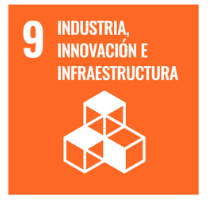 9 INDUSTRIA,
INNOVACIÓN E
INFRAESTRUCTURA